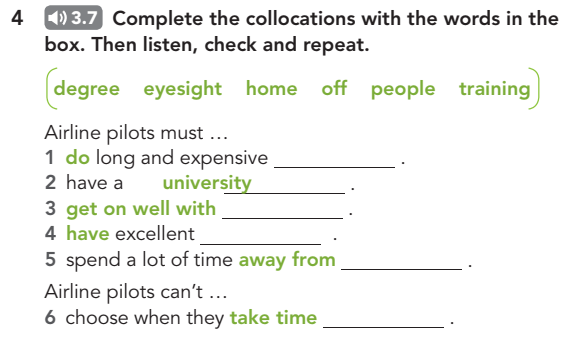 4 3.7 Complete the collocations with the words in the
box. Then listen, check and repeat.
degree eyesight home off people training
Airline pilots must …
1 do long and expensive ____________ .
2 have a university ____________ .
3 get on well with ____________ .
4 have excellent ____________ .
5 spend a lot of time away from ____________ .
Airline pilots can't …
6 choose when they take time ____________ .